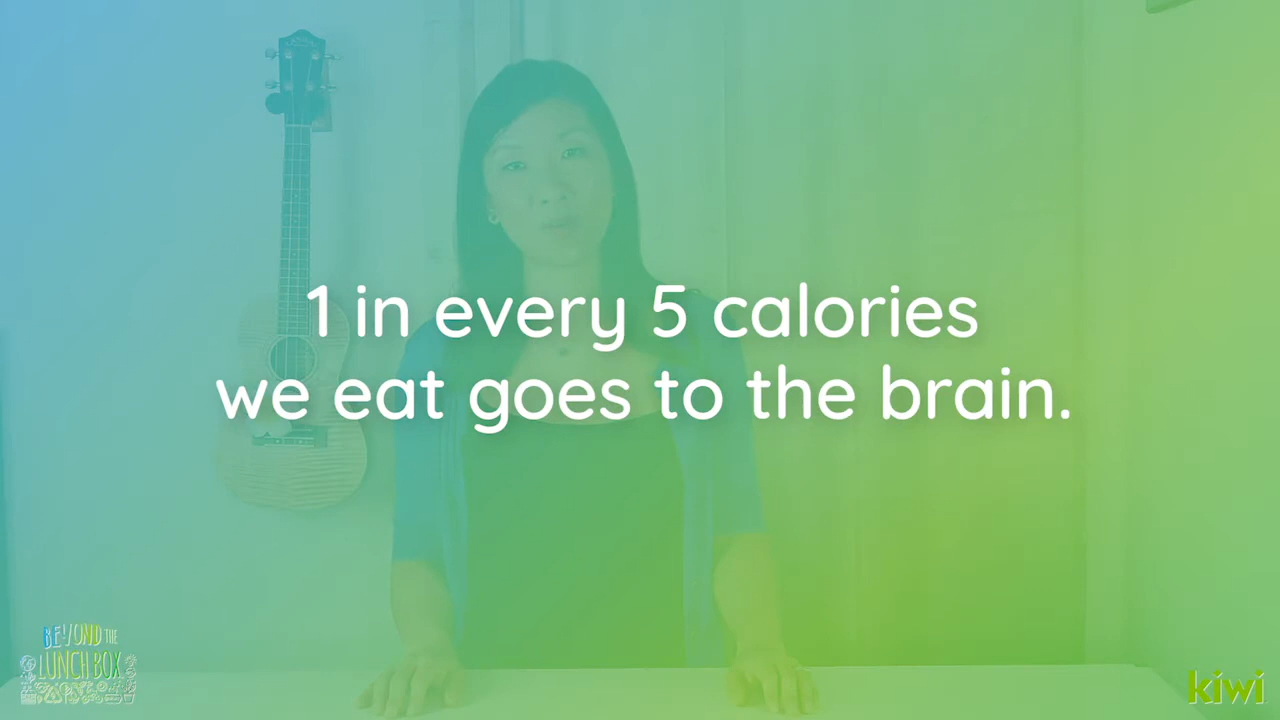 1 in every 5 calories
we eat goes to the brain.
BEYOND THE
LUNCH BOX
kiwi